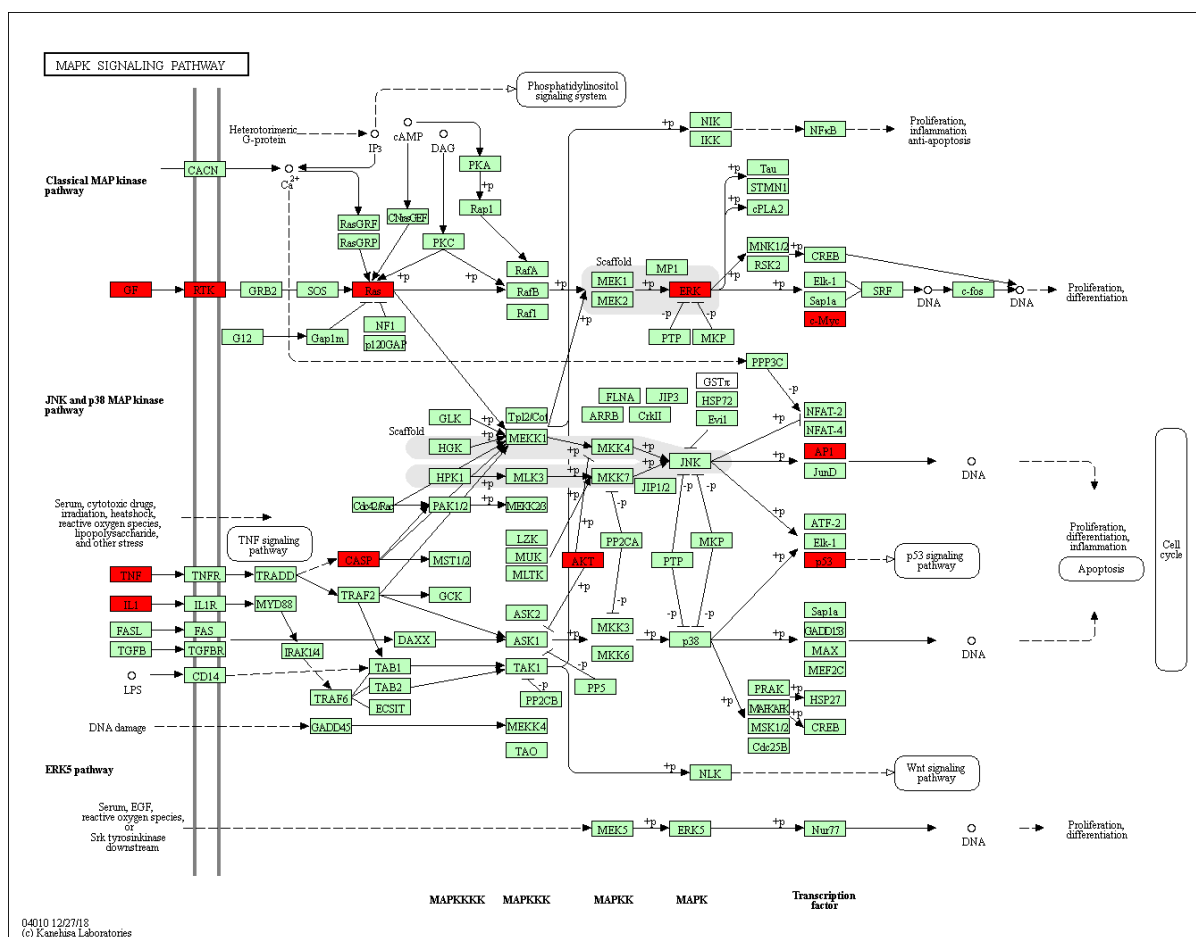 MAPK SIGNALING PATHWAY
Phosphatidylinositol
signaling system
Heterotorimeric
G-protein
IP3
cAMP
DAG
PKA
+p
NIK
IKK
+p
NFκB
Proliferation,
inflammation
anti-apoptosis
CACN
Ca2+
Classical MAP kinase
pathway
RasGRF
RasGRP
CNrasGEF
PKC
Rap1
+p
Tau
STMN1
cPLA2
+p
+p
+p
RafA
RafB
Raf1
Scaffold
MEK1
MEK2
MP1
+p
ERK
+p
MNK1/2
RSK2
+p
CREB
GF
RTK
GRB2
SOS
Ras
+p
+p
Elk-1
Sap1a
c-Myc
SRF
DNA
c-fos
DNA
Proliferation,
differentiation
G12
Gap1m
NF1
p120GAP
+p
-p
-p
PTP
MKP
PPP3C
-p
JNK and p38 MAP kinase
pathway
GSTπ
HSP72
Evi1
FLNA
JIP3
ARRB
CrkII
NFAT-2
NFAT-4
Scaffold
GLK
HGK
HPK1
+p
+p
+p
+p
Tpl2/Cot
MEKK1
MLK3
MKK4
MKK7
+p
+p
JNK
JIP1/2
+p
+p
AP1
JunD
DNA
Cell
cycle
Cdc42/Rac
PAK1/2
+p
MEKK2/3
Serum, cytotoxic drugs,
irradiation, heatshock,
reactive oxygen species,
lipopolysaccharide,
and other stress
TNF signaling
pathway
-p
-p
-p
+p
LZK
MUK
MLTK
+p
AKT
+p
PP2CA
PTP
MKP
ATF-2
Elk-1
p53
p53 signaling
pathway
Proliferation,
differentiation,
inflammation
Apoptosis
TNF
TNFR
TRADD
CASP
MST1/2
IL1
IL1R
MYD88
TRAF2
GCK
ASK2
-p
-p
-p
+p
FASL
FAS
DAXX
ASK1
MKK3
MKK6
+p
p38
+p
Sap1a
GADD153
MAX
MEF2C
DNA
TGFB
TGFBR
IRAK1/4
LPS
CD14
TAB1
TAB2
ECSIT
TRAF6
TAK1
-p
PP2CB
-p
PP5
+p
PRAK
MAPKAPK
MSK1/2
Cdc25B
+p
+p
HSP27
CREB
DNA damage
GADD45
MEKK4
TAO
ERK5 pathway
+p
NLK
Wnt signaling
pathway
Serum, EGF,
reactive oxygen species,
or
Srk tyrosinkinase
downstream
MEK5
+p
ERK5
+p
Nur77
DNA
Proliferation,
differentiation
MAPKKKK
MAPKKK
MAPKK
MAPK
Transcription
factor
04010 12/27/18
(c) Kanehisa Laboratories